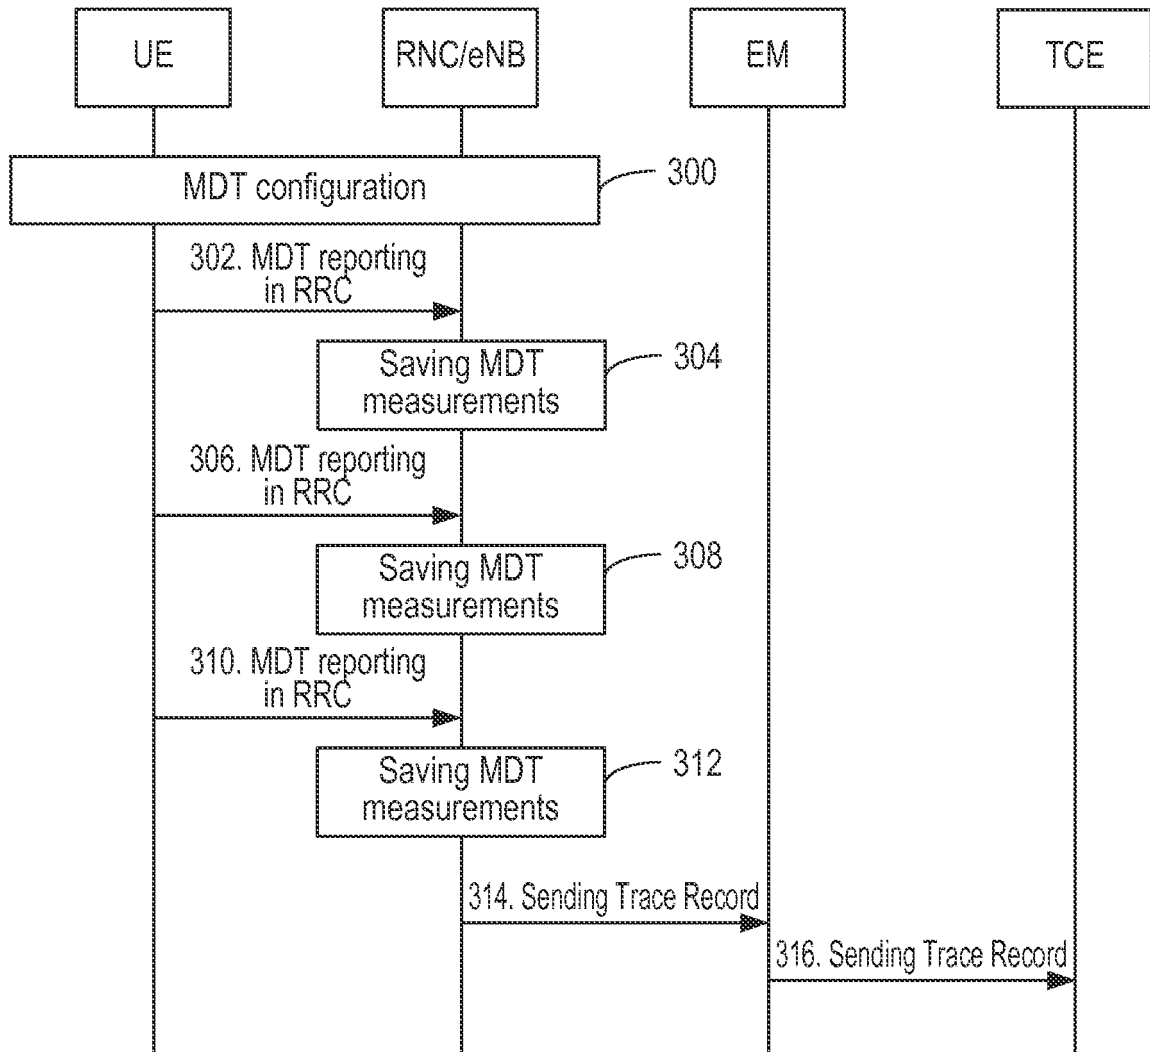 UE
RNC/eNB
EM
TCE
MDT configuration
300
302. MDT reporting
in RRC
Saving MDT
measurements
304
306. MDT reporting
in RRC
Saving MDT
measurements
308
310. MDT reporting
in RRC
Saving MDT
measurements
312
314. Sending Trace Record
316. Sending Trace Record